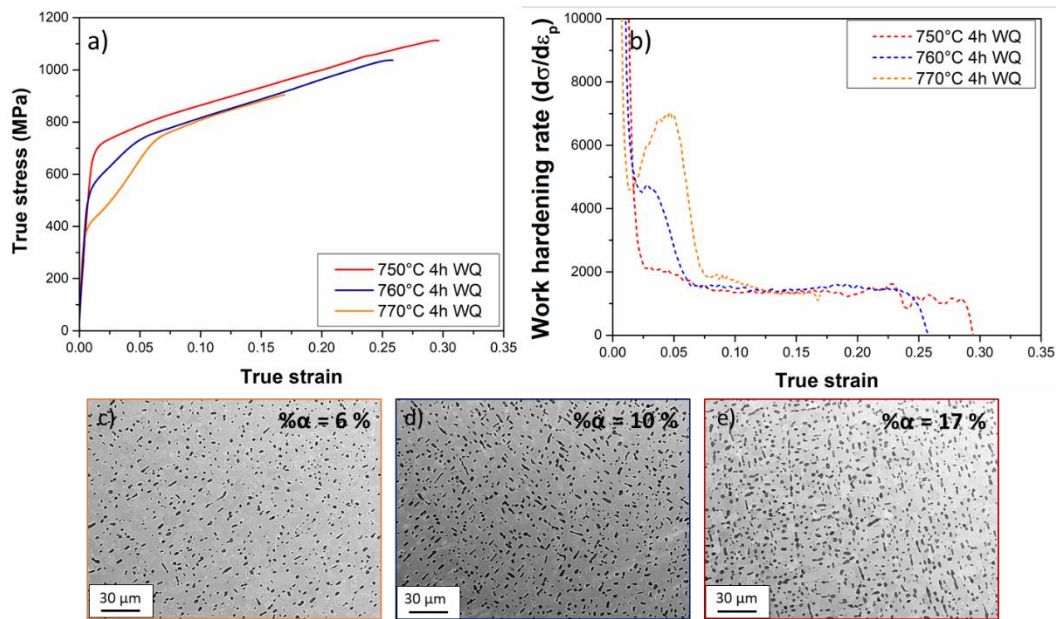 a)
True stress (MPa)
1200
1000
800
600
400
200
0
750°C 4h WQ
760°C 4h WQ
770°C 4h WQ
0.00 0.05 0.10 0.15 0.20 0.25 0.30 0.35
True strain
b)
Work hardening rate (dσ/dεp)
10000
8000
6000
4000
2000
0
750°C 4h WQ
760°C 4h WQ
770°C 4h WQ
0.00 0.05 0.10 0.15 0.20 0.25 0.30 0.35
True strain
c) %α = 6 %
30 µm
d) %α = 10 %
30 µm
e) %α = 17 %
30 µm